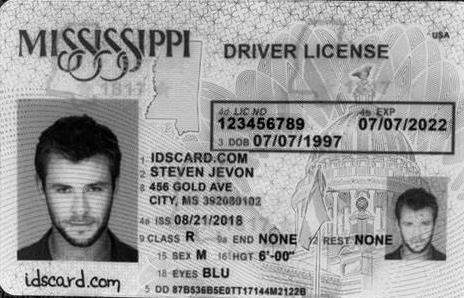 MISSISSIPPI DRIVER LICENSE USA
1817 1817
4d LIC NO 4b EXP
123456789 07/07/2022
3 DOB 07/07/1997
1 IDSCARD.COM
2 STEVEN JEVON
8 456 GOLD AVE
CITY, MS 392080102
4a ISS 08/21/2018
9 CLASS R 9a END NONE 12 REST NONE
15 SEX M 16 HGT 6'-00"
18 EYES BLU
5 DD 87B536B5E0TT17144M2122B
idscard.com